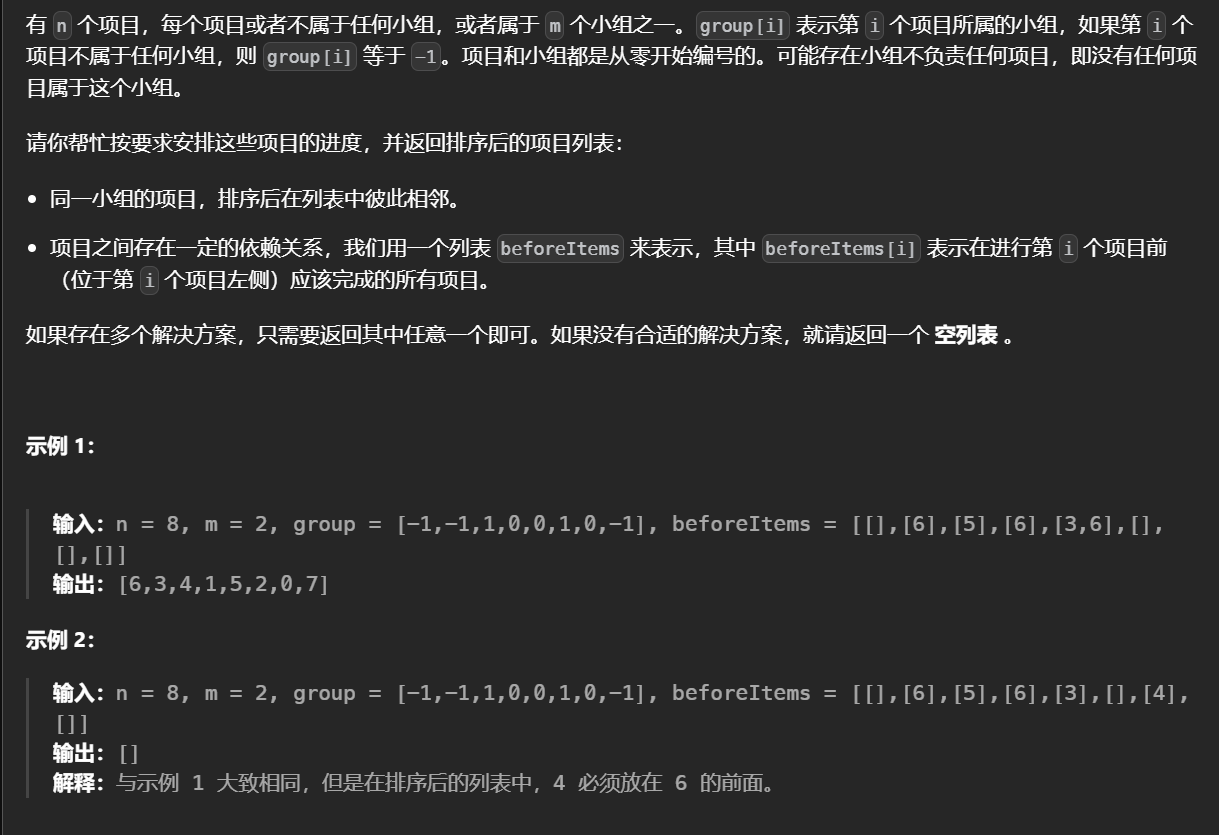 有 n 个项目，每个项目或者不属于任何小组，或者属于 m 个小组之一。group[i] 表示第 i 个项目所属的小组，如果第 i 个
项目不属于任何小组，则 group[i] 等于 -1。项目和小组都是从零开始编号的。可能存在小组不负责任何项目，即没有任何项
目属于这个小组。
请你帮忙按要求安排这些项目的进度，并返回排序后的项目列表：
• 同一小组的项目，排序后在列表中彼此相邻。
• 项目之间存在一定的依赖关系，我们用一个列表 beforeItems 来表示，其中 beforeItems[i] 表示在进行第 i 个项目前
（位于第 i 个项目左侧）应该完成的所有项目。
如果存在多个解决方案，只需要返回其中任意一个即可。如果没有合适的解决方案，就请返回一个 空列表 。
示例 1：
输入：n = 8, m = 2, group = [-1,-1,1,0,0,1,0,-1], beforeItems = [[],[6],[5],[6],[3,6],[],
[],[]]
输出：[6,3,4,1,5,2,0,7]
示例 2：
输入：n = 8, m = 2, group = [-1,-1,1,0,0,1,0,-1], beforeItems = [[],[6],[5],[6],[3],[],[4],
[]]
输出：[]
解释：与示例 1 大致相同，但是在排序后的列表中，4 必须放在 6 的前面。